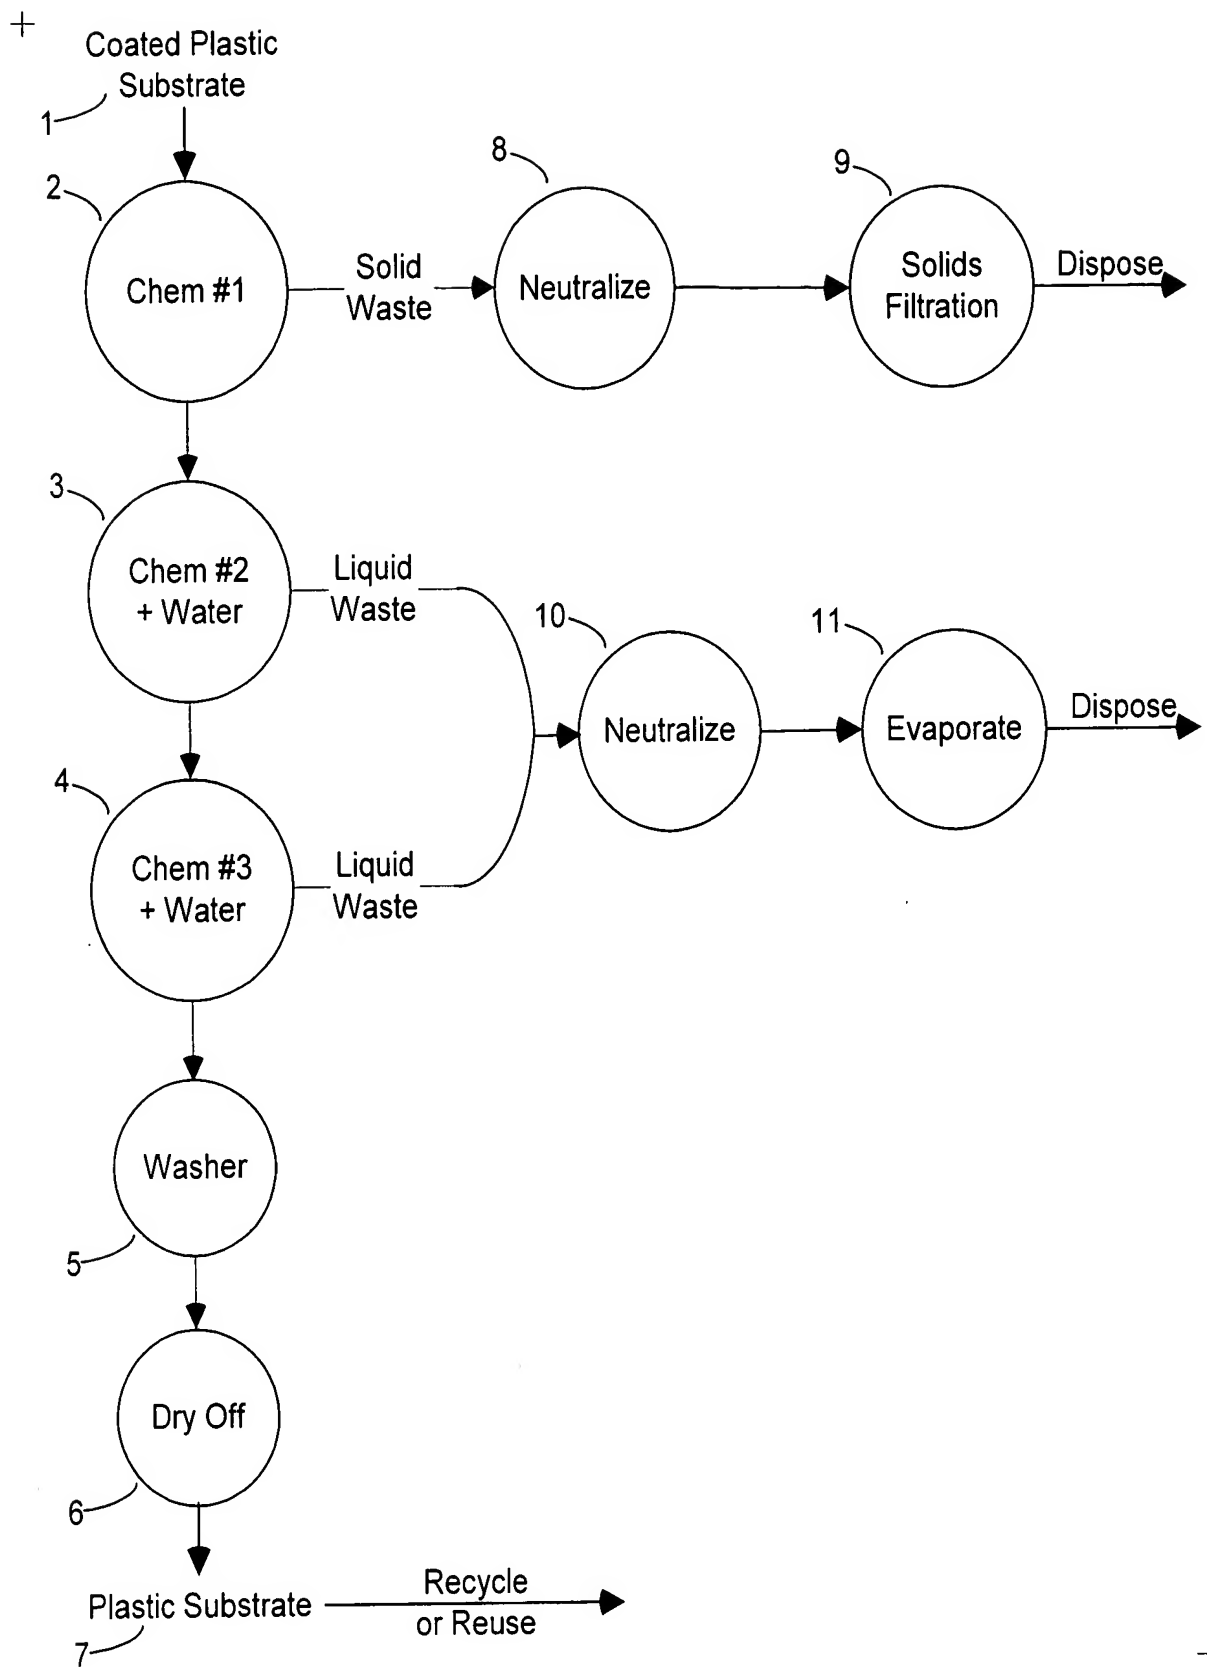 Coated Plastic
Substrate
1
2
Chem #1
Solid
Waste
8
Neutralize
9
Solids
Filtration
Dispose
3
Chem #2
+ Water
Liquid
Waste
10
Neutralize
11
Evaporate
Dispose
4
Chem #3
+ Water
Liquid
Waste
Washer
5
Dry Off
6
Plastic Substrate
7
Recycle
or Reuse